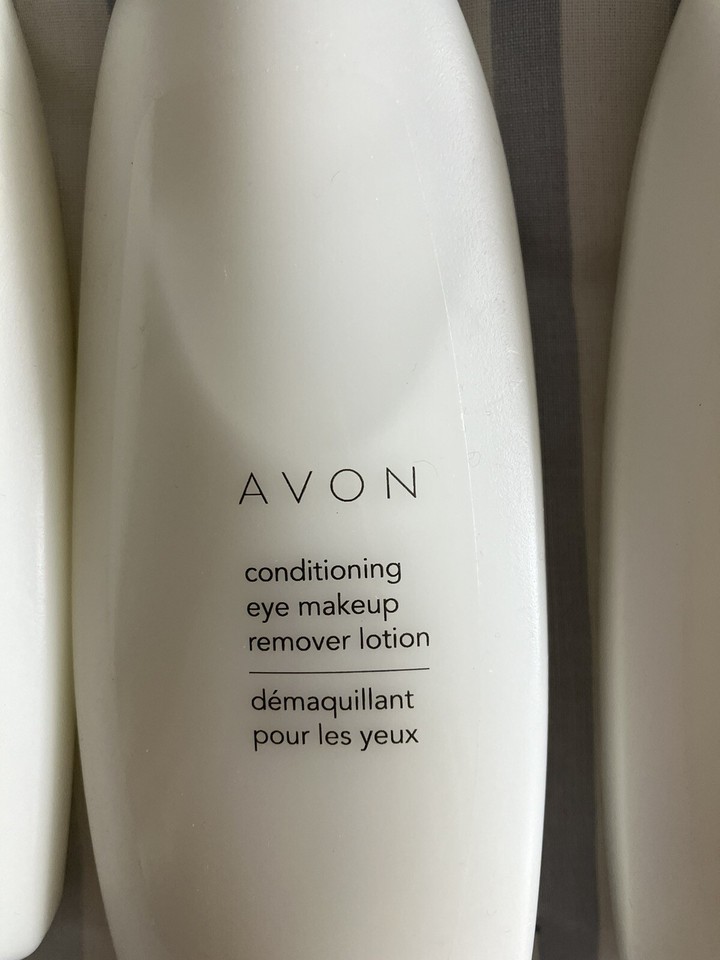 AVON
conditioning
eye makeup
remover lotion
démaquillant
pour les yeux